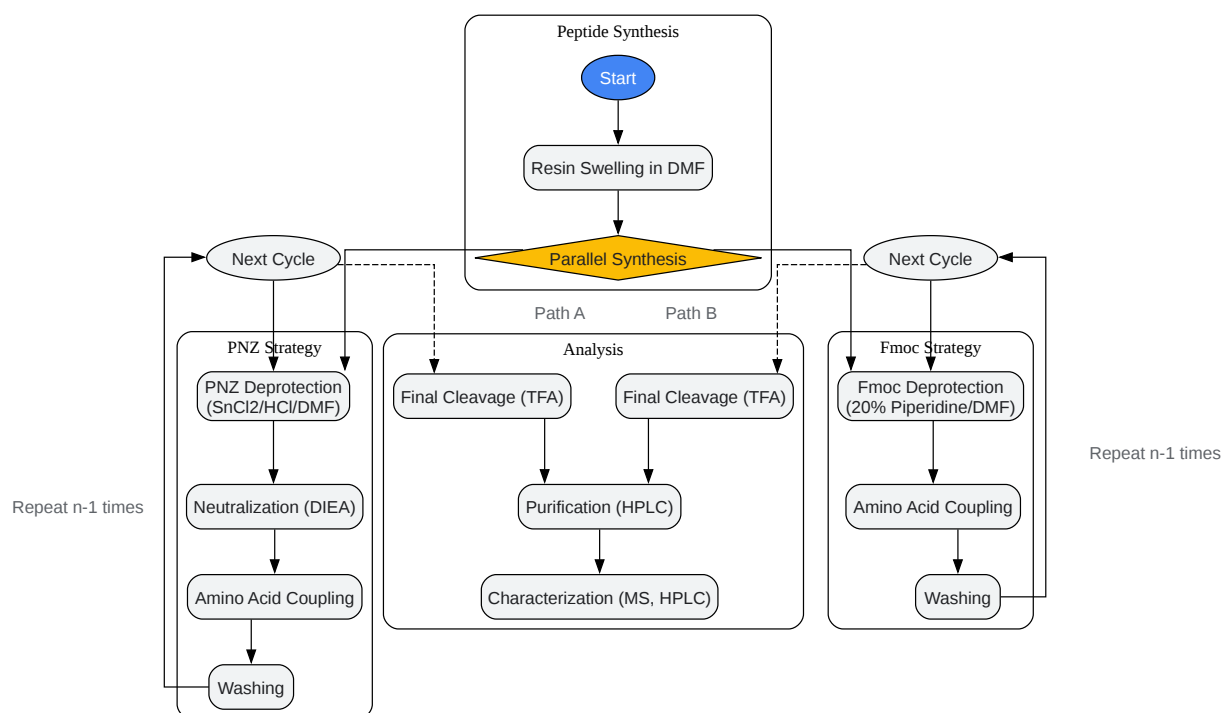 Peptide Synthesis
Start
Resin Swelling in DMF
Parallel Synthesis
Next Cycle
Next Cycle
Path A
Path B
PNZ Strategy
PNZ Deprotection
(SnCl2/HCl/DMF)
Neutralization (DIEA)
Amino Acid Coupling
Washing
Repeat n-1 times
Analysis
Final Cleavage (TFA)
Final Cleavage (TFA)
Purification (HPLC)
Characterization (MS, HPLC)
Fmoc Strategy
Fmoc Deprotection
(20% Piperidine/DMF)
Amino Acid Coupling
Washing
Repeat n-1 times